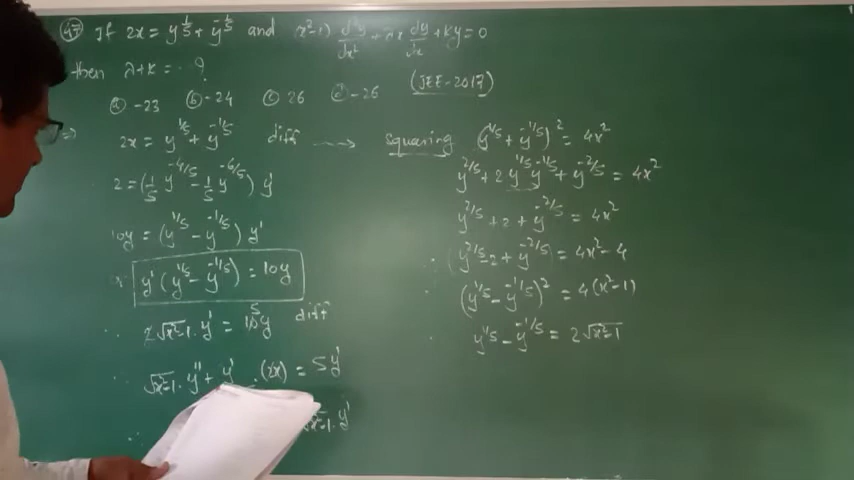 If 2x = y^{1/5} + y^{-1/5} and (x²-1) d²y/dx² + λx dy/dx + ky = 0
then λ+k = - ?
(JEE-2017)
ⓐ -23 ⓑ -24 ⓒ 26 ⓓ -26
⇒ 2x = y^{1/5} + y^{-1/5} diff
2 = (1/5 y^{-4/5} - 1/5 y^{-6/5}) y'
10y = (y^{1/5} - y^{-1/5}) y'
y' (y^{1/5} - y^{-1/5}) = 10y
∴ 2√x²-1 . y' = 10y 5 diff
∴ √x²-1 . y'' + y' . (2x) = 5y'
∴ √x²-1 . y'
squaring (y^{1/5} + y^{-1/5})² = 4x²
y^{2/5} + 2 y^{1/5} y^{-1/5} + y^{-2/5} = 4x²
y^{2/5} + 2 + y^{-2/5} = 4x²
∴ (y^{2/5} - 2 + y^{-2/5}) = 4x² - 4
∴ (y^{1/5} - y^{-1/5})² = 4(x²-1)
∴ y^{1/5} - y^{-1/5} = 2√x²-1